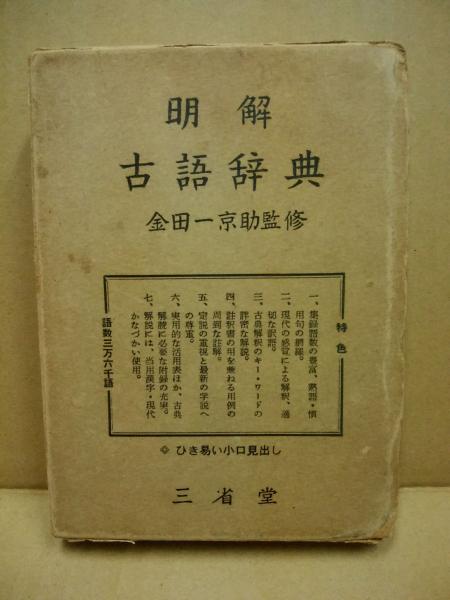 明解
古語辞典
金田一京助監修
特色
一、集録語数の豊富、熟語・慣
用句の網羅。
二、現代の感覚による解釈、適
切な訳語。
三、古典解釈のキー・ワードの
詳密な解説。
四、註釈書の用を兼ねる用例の
周到な註解。
五、定説の重視と最新の学説へ
の尊重。
六、実用的な活用表ほか、古典
解読に必要な附録の充実。
七、解説には、当用漢字・現代
かなづかい使用。
語数三万六千語
ひき易い小口見出し
三省堂